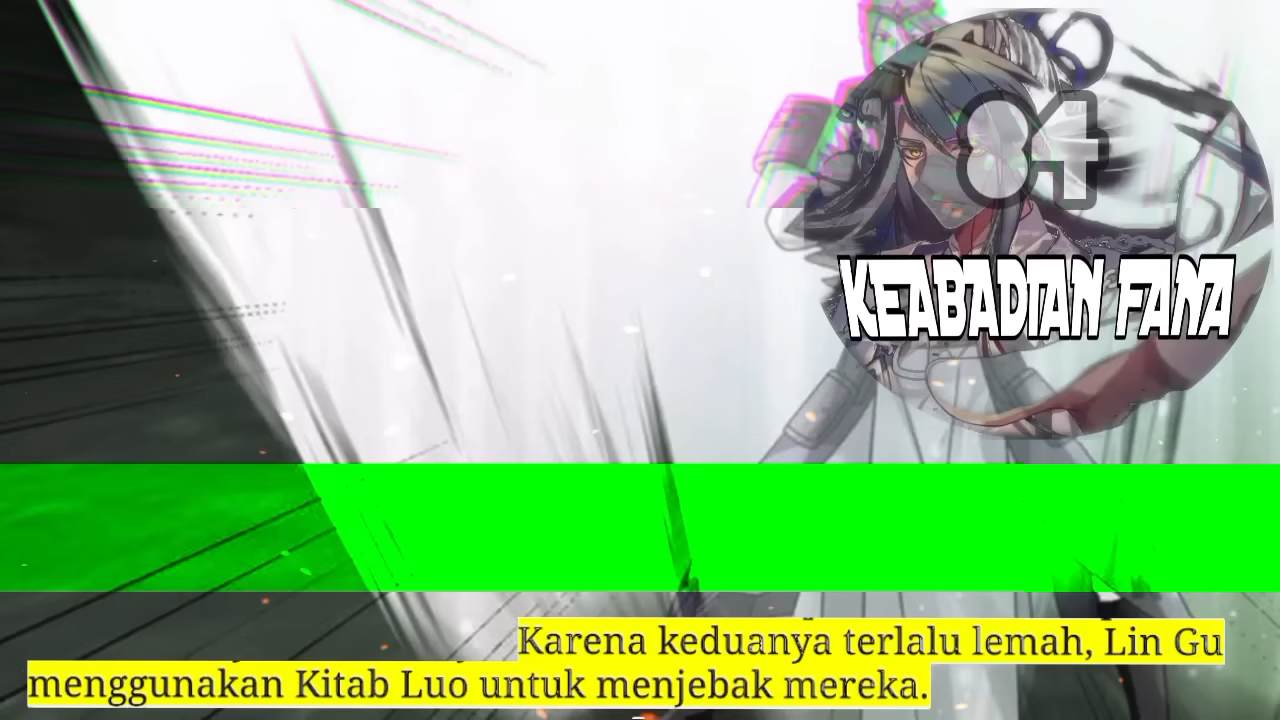 84
KEABADIAN FANA
Karena keduanya terlalu lemah, Lin Gu
menggunakan Kitab Luo untuk menjebak mereka.